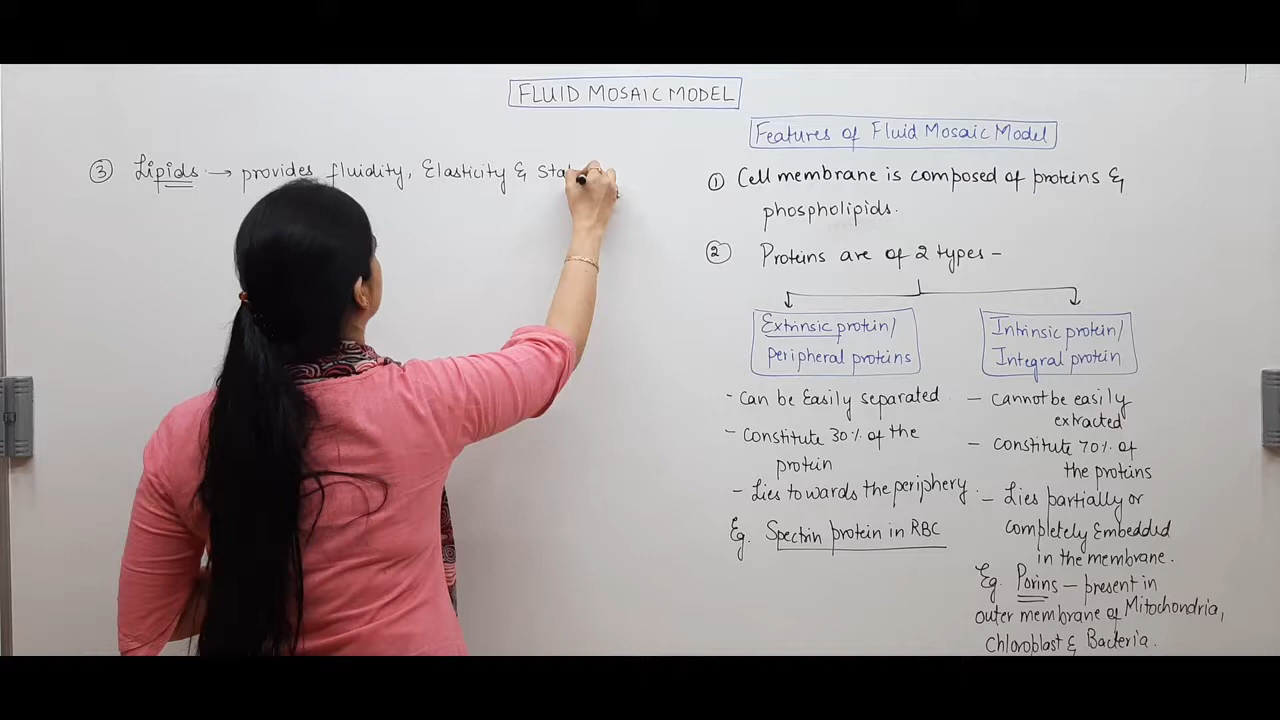 FLUID MOSAIC MODEL
③ Lipids → provides fluidity, Elasticity & Sta
Features of Fluid Mosaic Model
① Cell membrane is composed of proteins &
phospholipids.
② Proteins are of 2 types -
Extrinsic protein/
Peripheral proteins
- can be Easily separated
- constitute 30% of the
protein
- Lies towards the periphery
Eg. Spectrin protein in RBC
Intrinsic protein/
Integral protein
- cannot be easily
extracted
- constitute 70% of
the proteins
- Lies partially or
completely Embedded
in the membrane.
Eg. Porins - present in
outer membrane of Mitochondria,
Chloroplast & Bacteria.